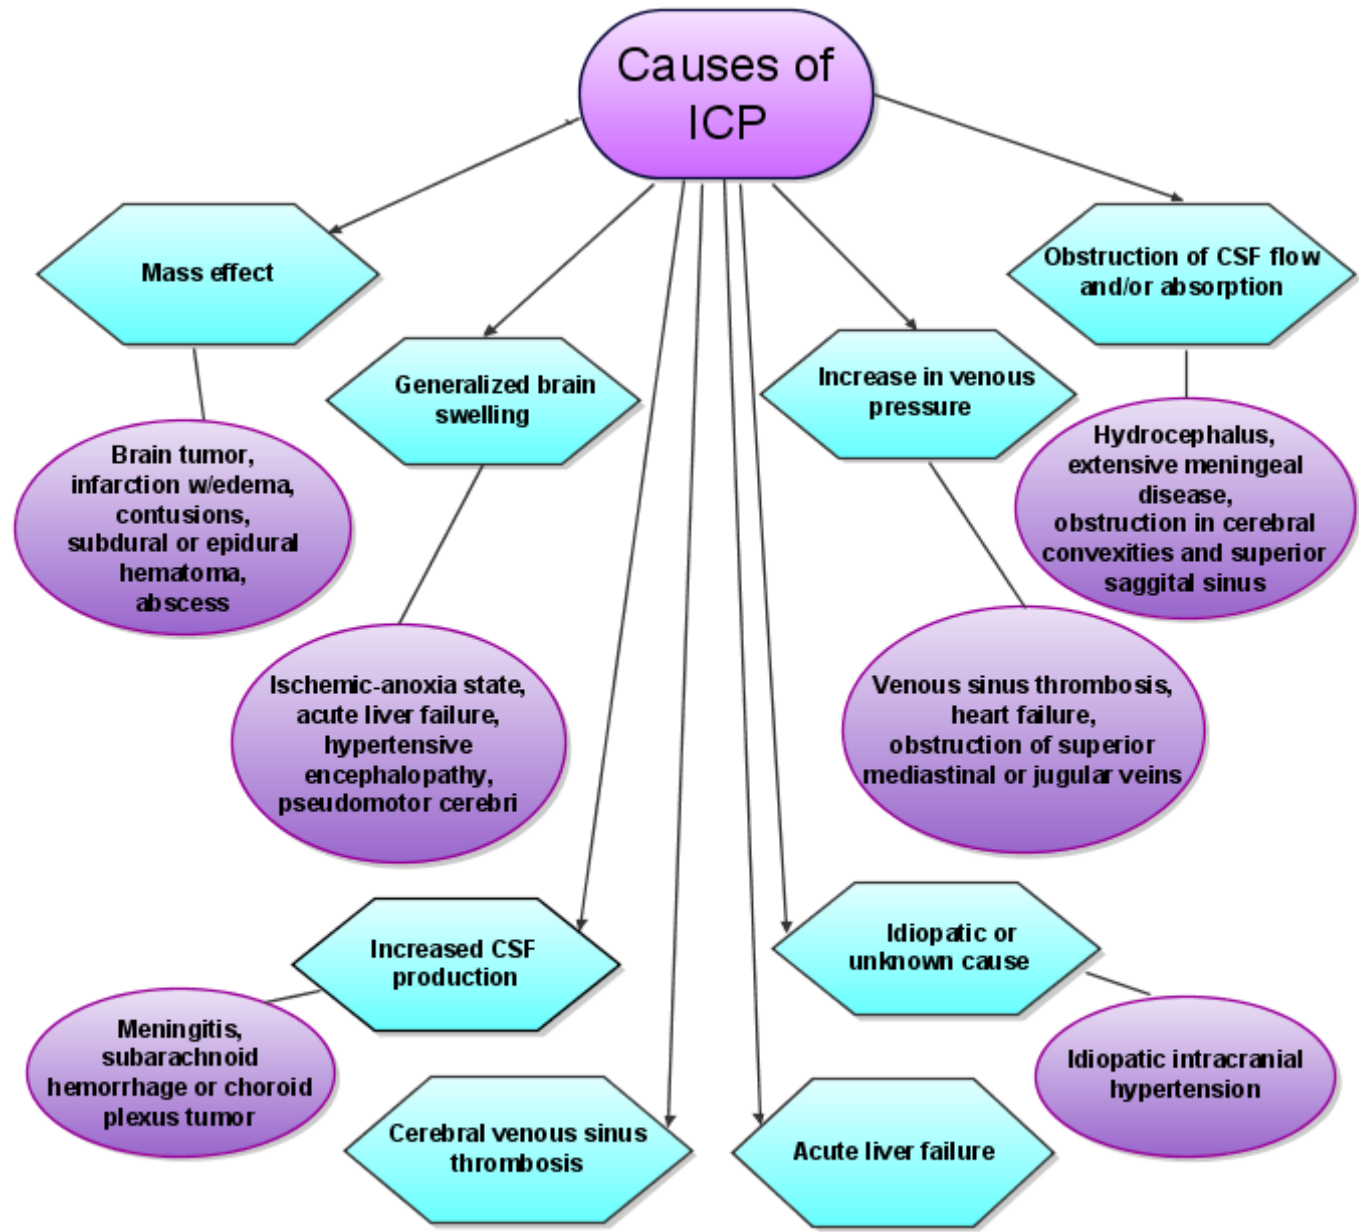 Causes of
ICP
Mass effect
Obstruction of CSF flow
and/or absorption
Generalized brain
swelling
Increase in venous
pressure
Brain tumor,
infarction w/edema,
contusions,
subdural or epidural
hematoma,
abscess
Hydrocephalus,
extensive meningeal
disease,
obstruction in cerebral
convexities and superior
saggital sinus
Ischemic-anoxia state,
acute liver failure,
hypertensive
encephalopathy,
pseudomotor cerebri
Venous sinus thrombosis,
heart failure,
obstruction of superior
mediastinal or jugular veins
Increased CSF
production
Idiopatic or
unknown cause
Meningitis,
subarachnoid
hemorrhage or choroid
plexus tumor
Idiopatic intracranial
hypertension
Cerebral venous sinus
thrombosis
Acute liver failure